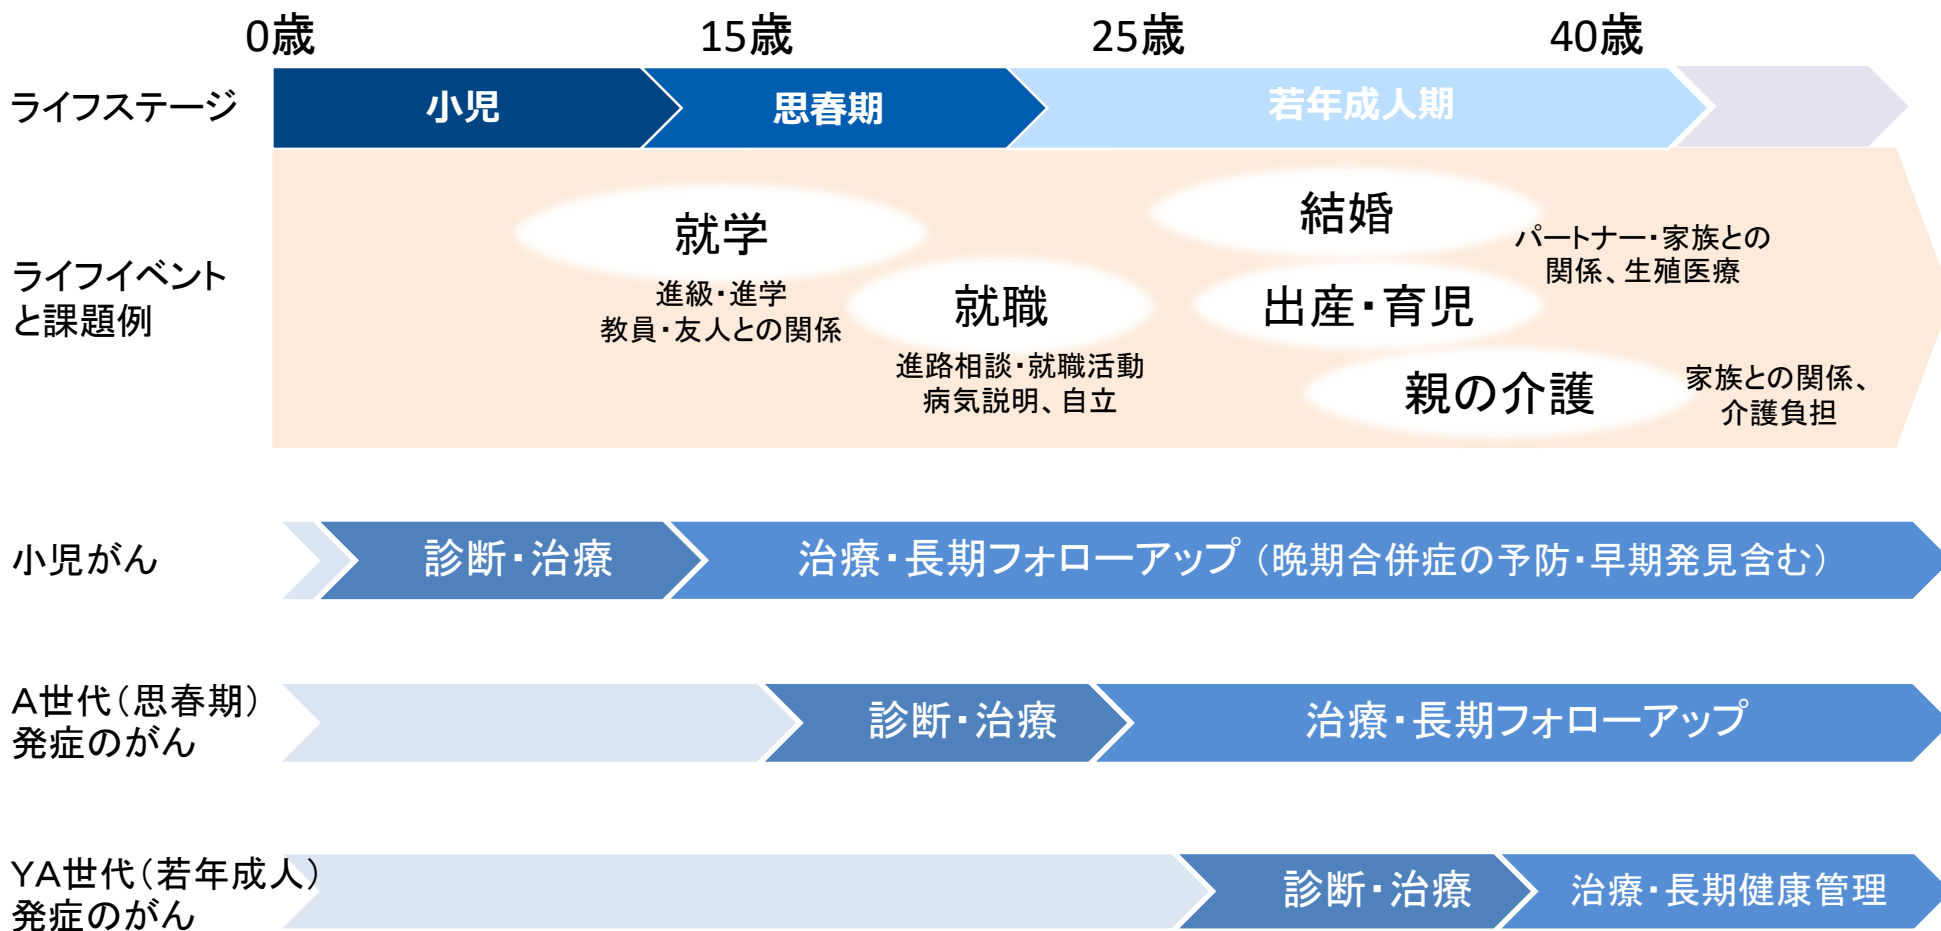 0歳 15歳 25歳 40歳
ライフステージ
小児 思春期 若年成人期
ライフイベント
と課題例
就学
進級・進学
教員・友人との関係
就職
進路相談・就職活動
病気説明、自立
結婚
パートナー・家族との
関係、生殖医療
出産・育児
親の介護
家族との関係、
介護負担
小児がん
診断・治療 治療・長期フォローアップ（晩期合併症の予防・早期発見含む）
A世代（思春期）
発症のがん
診断・治療 治療・長期フォローアップ
YA世代（若年成人）
発症のがん
診断・治療 治療・長期健康管理